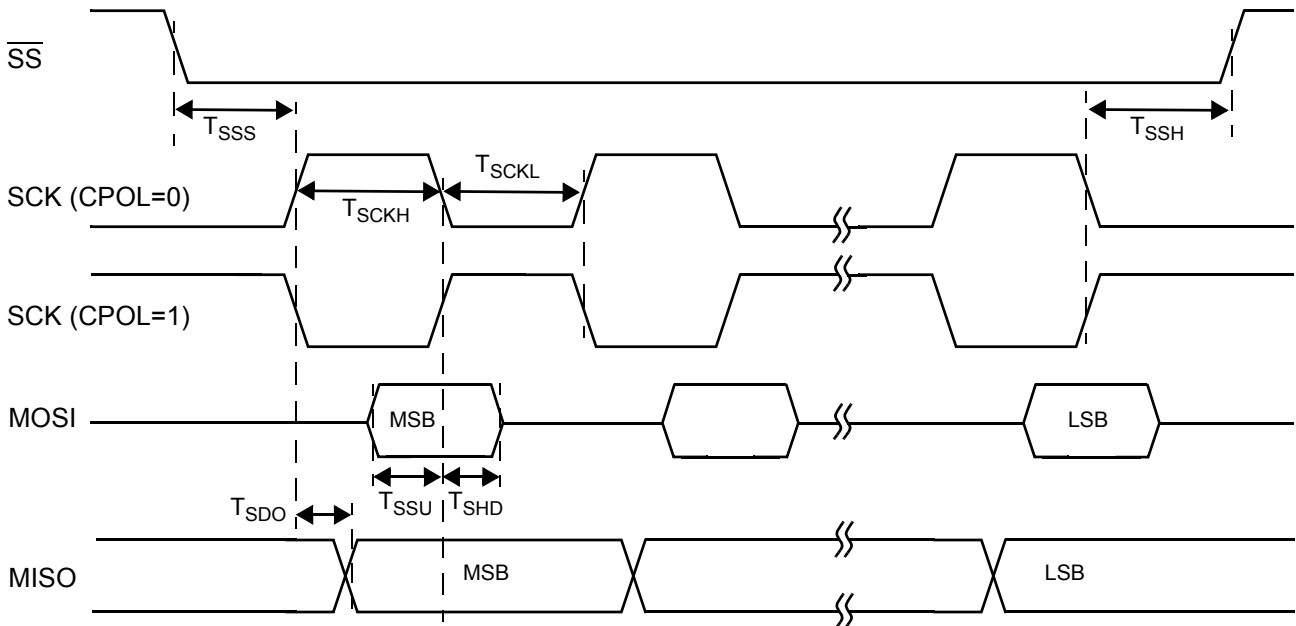 SS
TSSS
TSSH
SCK (CPOL=0)
TSCKH
TSCKL
SCK (CPOL=1)
MOSI
MSB
LSB
TSSU
TSHD
TSDO
MISO
MSB
LSB